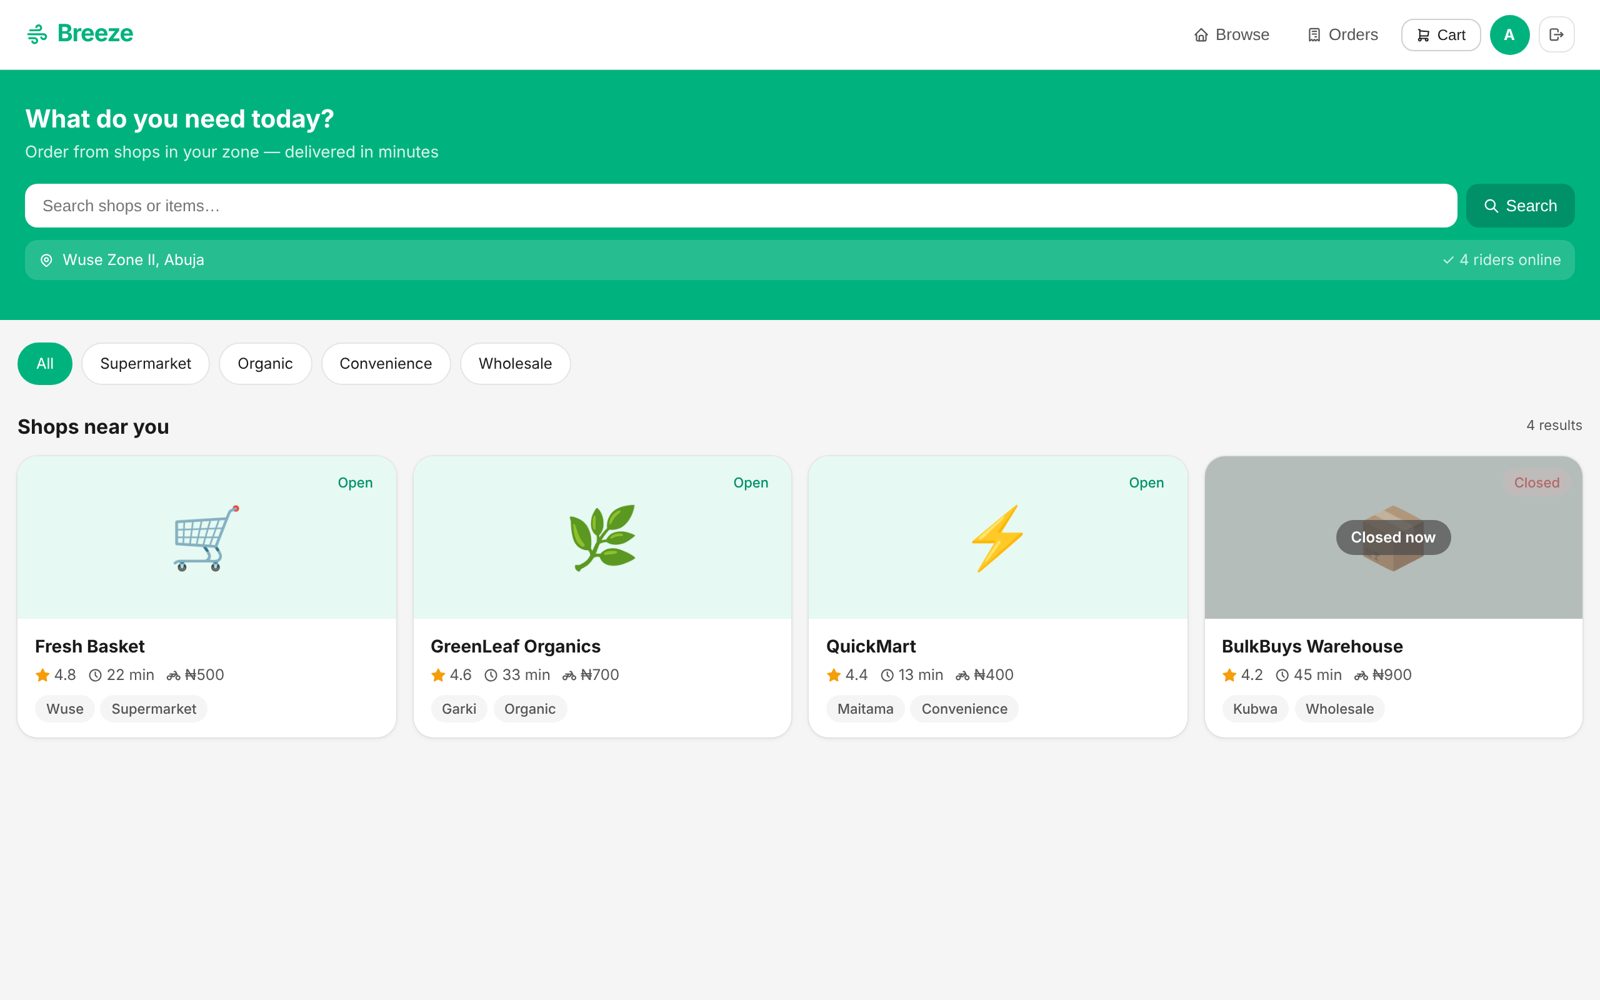 Breeze
Browse
Orders
Cart
A
What do you need today?
Order from shops in your zone — delivered in minutes
Search shops or items…
Search
Wuse Zone II, Abuja
4 riders online
All
Supermarket
Organic
Convenience
Wholesale
Shops near you
4 results
Open
Fresh Basket
4.8 22 min ₦500
Wuse Supermarket
Open
GreenLeaf Organics
4.6 33 min ₦700
Garki Organic
Open
QuickMart
4.4 13 min ₦400
Maitama Convenience
Closed
Closed now
BulkBuys Warehouse
4.2 45 min ₦900
Kubwa Wholesale